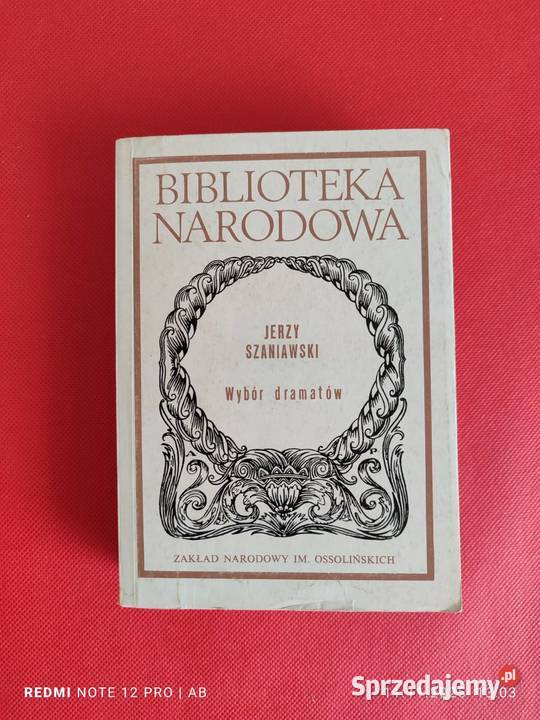 BIBLIOTEKA
NARODOWA
JERZY
SZANIAWSKI
Wybór dramatów
ZAKŁAD NARODOWY IM. OSSOLIŃSKICH
REDMI NOTE 12 PRO | AB
Sprzedajemy.pl